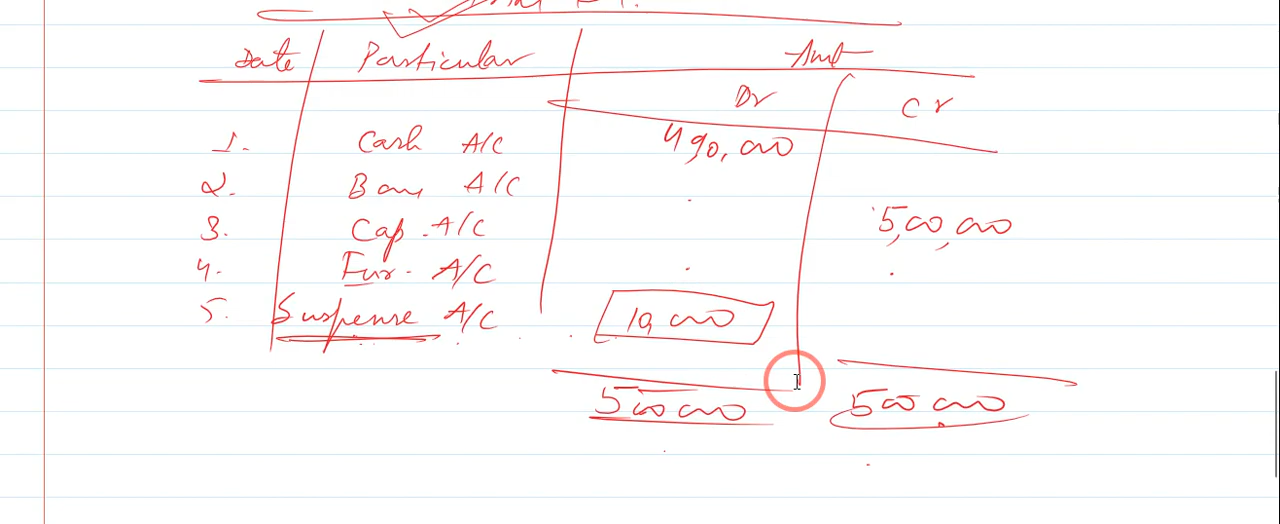 Date Particular Amt
Dr Cr
1. Cash A/C 490,000
2. Ban A/C
3. Cap. A/C 5,00,000
4. Fur. A/C
5. Suspense A/C 10,000
500000 500000